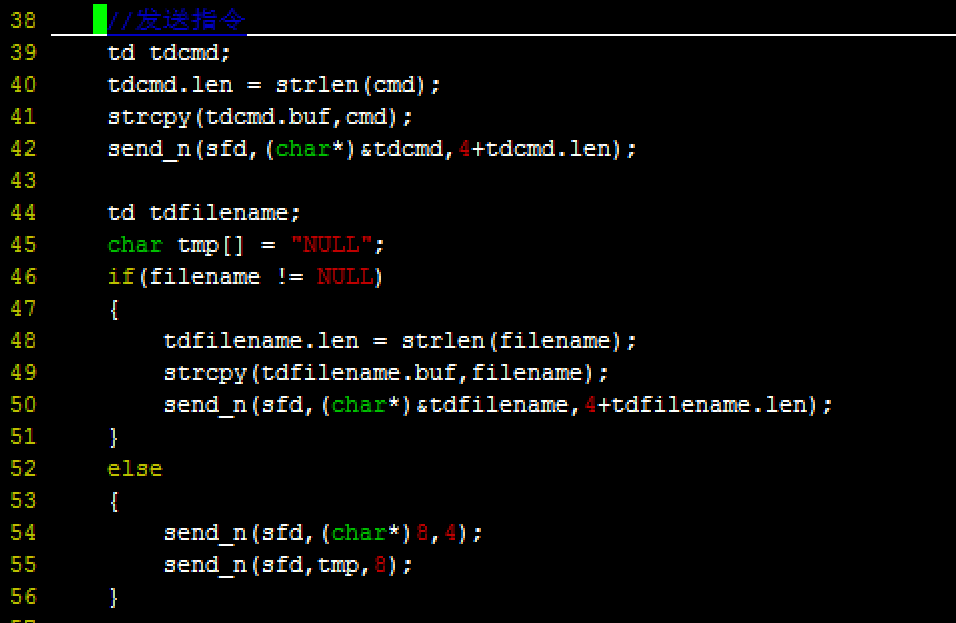 38 //发送指令
39 td tdcmd;
40 tdcmd.len = strlen(cmd);
41 strcpy(tdcmd.buf,cmd);
42 send_n(sfd,(char*)&tdcmd,4+tdcmd.len);
43
44 td tdfilename;
45 char tmp[] = "NULL";
46 if(filename != NULL)
47 {
48 tdfilename.len = strlen(filename);
49 strcpy(tdfilename.buf,filename);
50 send_n(sfd,(char*)&tdfilename,4+tdfilename.len);
51 }
52 else
53 {
54 send_n(sfd,(char*)8,4);
55 send_n(sfd,tmp,8);
56 }